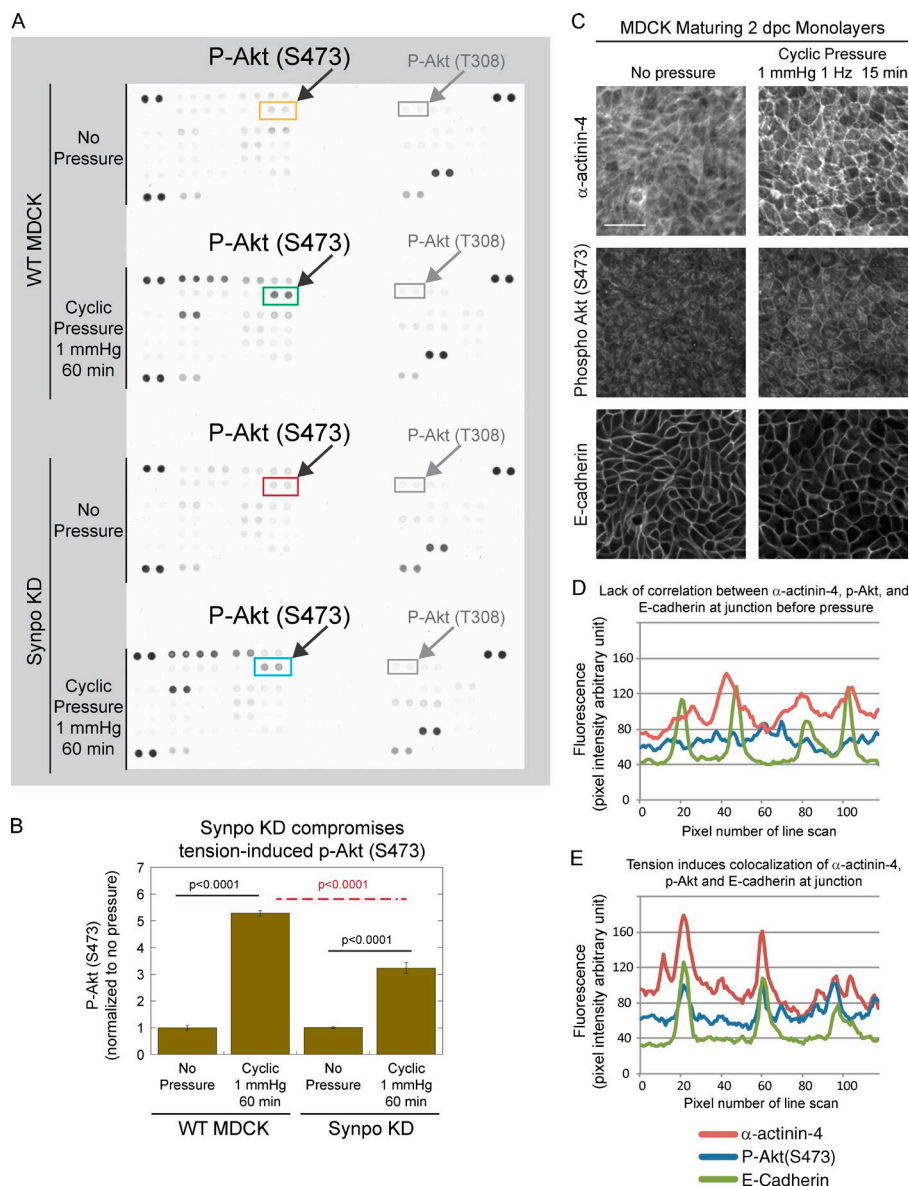 A
P-Akt (S473)
P-Akt (T308)
No
Pressure
WT MDCK
P-Akt (S473)
P-Akt (T308)
Cyclic
Pressure
1 mmHg
60 min
P-Akt (S473)
P-Akt (T308)
No
Pressure
Synpo KD
P-Akt (S473)
P-Akt (T308)
Cyclic
Pressure
1 mmHg
60 min
B
Synpo KD compromises
tension-induced p-Akt (S473)
P-Akt (S473)
(normalized to no pressure)
7
6
5
4
3
2
1
0
p<0.0001
p<0.0001
p<0.0001
No
Pressure
Cyclic
1 mmHg
60 min
No
Pressure
Cyclic
1 mmHg
60 min
WT MDCK
Synpo KD
C
MDCK Maturing 2 dpc Monolayers
No pressure
Cyclic Pressure
1 mmHg 1 Hz 15 min
α-actinin-4
Phospho Akt (S473)
E-cadherin
D
Lack of correlation between α-actinin-4, p-Akt, and
E-cadherin at junction before pressure
Fluorescence
(pixel intensity arbitrary unit)
160
120
80
40
0
0 20 40 60 80 100
Pixel number of line scan
E
Tension induces colocalization of α-actinin-4,
p-Akt and E-cadherin at junction
Fluorescence
(pixel intensity arbitrary unit)
160
120
80
40
0
0 20 40 60 80 100
Pixel number of line scan
α-actinin-4
P-Akt(S473)
E-Cadherin